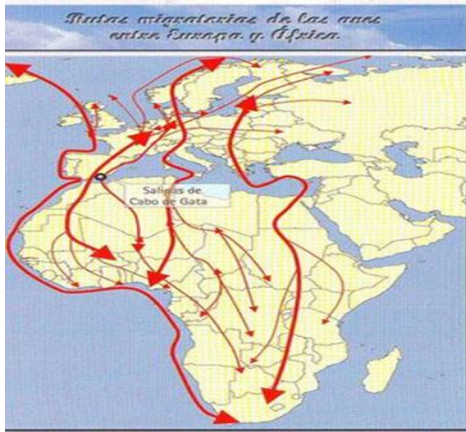 Rutas migratorias de las aves
entre Europa y África
Salinas de
Cabo de Gata